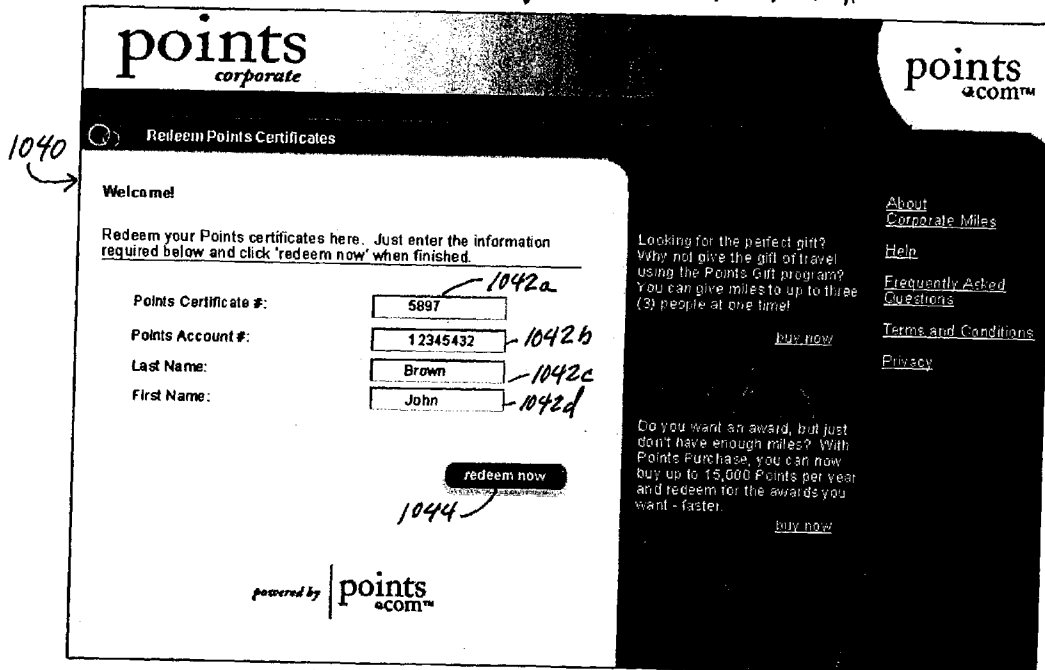 points
corporate
points
.com™
1040
Redeem Points Certificates
Welcome!
Redeem your Points certificates here. Just enter the information
required below and click 'redeem now' when finished.
1042a
Points Certificate #: 5897
Points Account #: 12345432 1042b
Last Name: Brown 1042c
First Name: John 1042d
redeem now
1044
powered by points
.com™
Looking for the perfect gift?
Why not give the gift of travel
using the Points Gift program?
You can give miles to up to three
(3) people at one time!
buy now
Do you want an award, but just
don't have enough miles? With
Points Purchase, you can now
buy up to 15,000 Points per year
and redeem for the awards you
want - faster.
buy now
About
Corporate Miles
Help
Frequently Asked
Questions
Terms and Conditions
Privacy